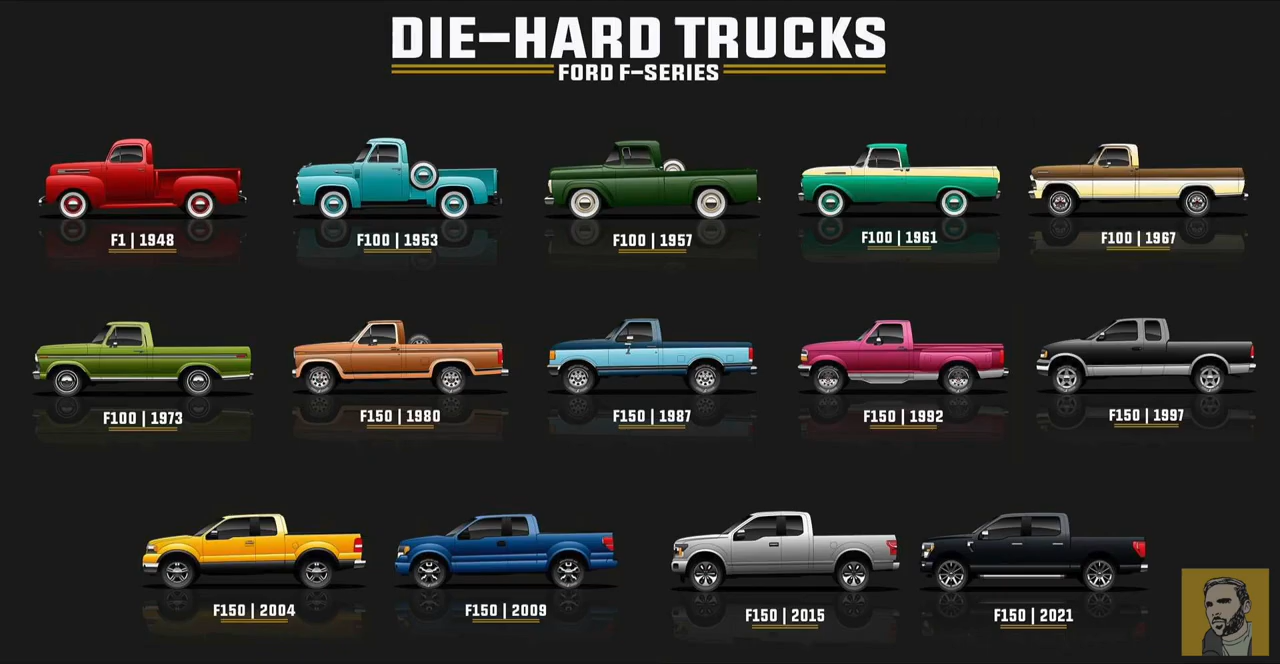 DIE-HARD TRUCKS
FORD F-SERIES
F1 | 1948
F100 | 1953
F100 | 1957
F100 | 1961
F100 | 1967
F100 | 1973
F150 | 1980
F150 | 1987
F150 | 1992
F150 | 1997
F150 | 2004
F150 | 2009
F150 | 2015
F150 | 2021